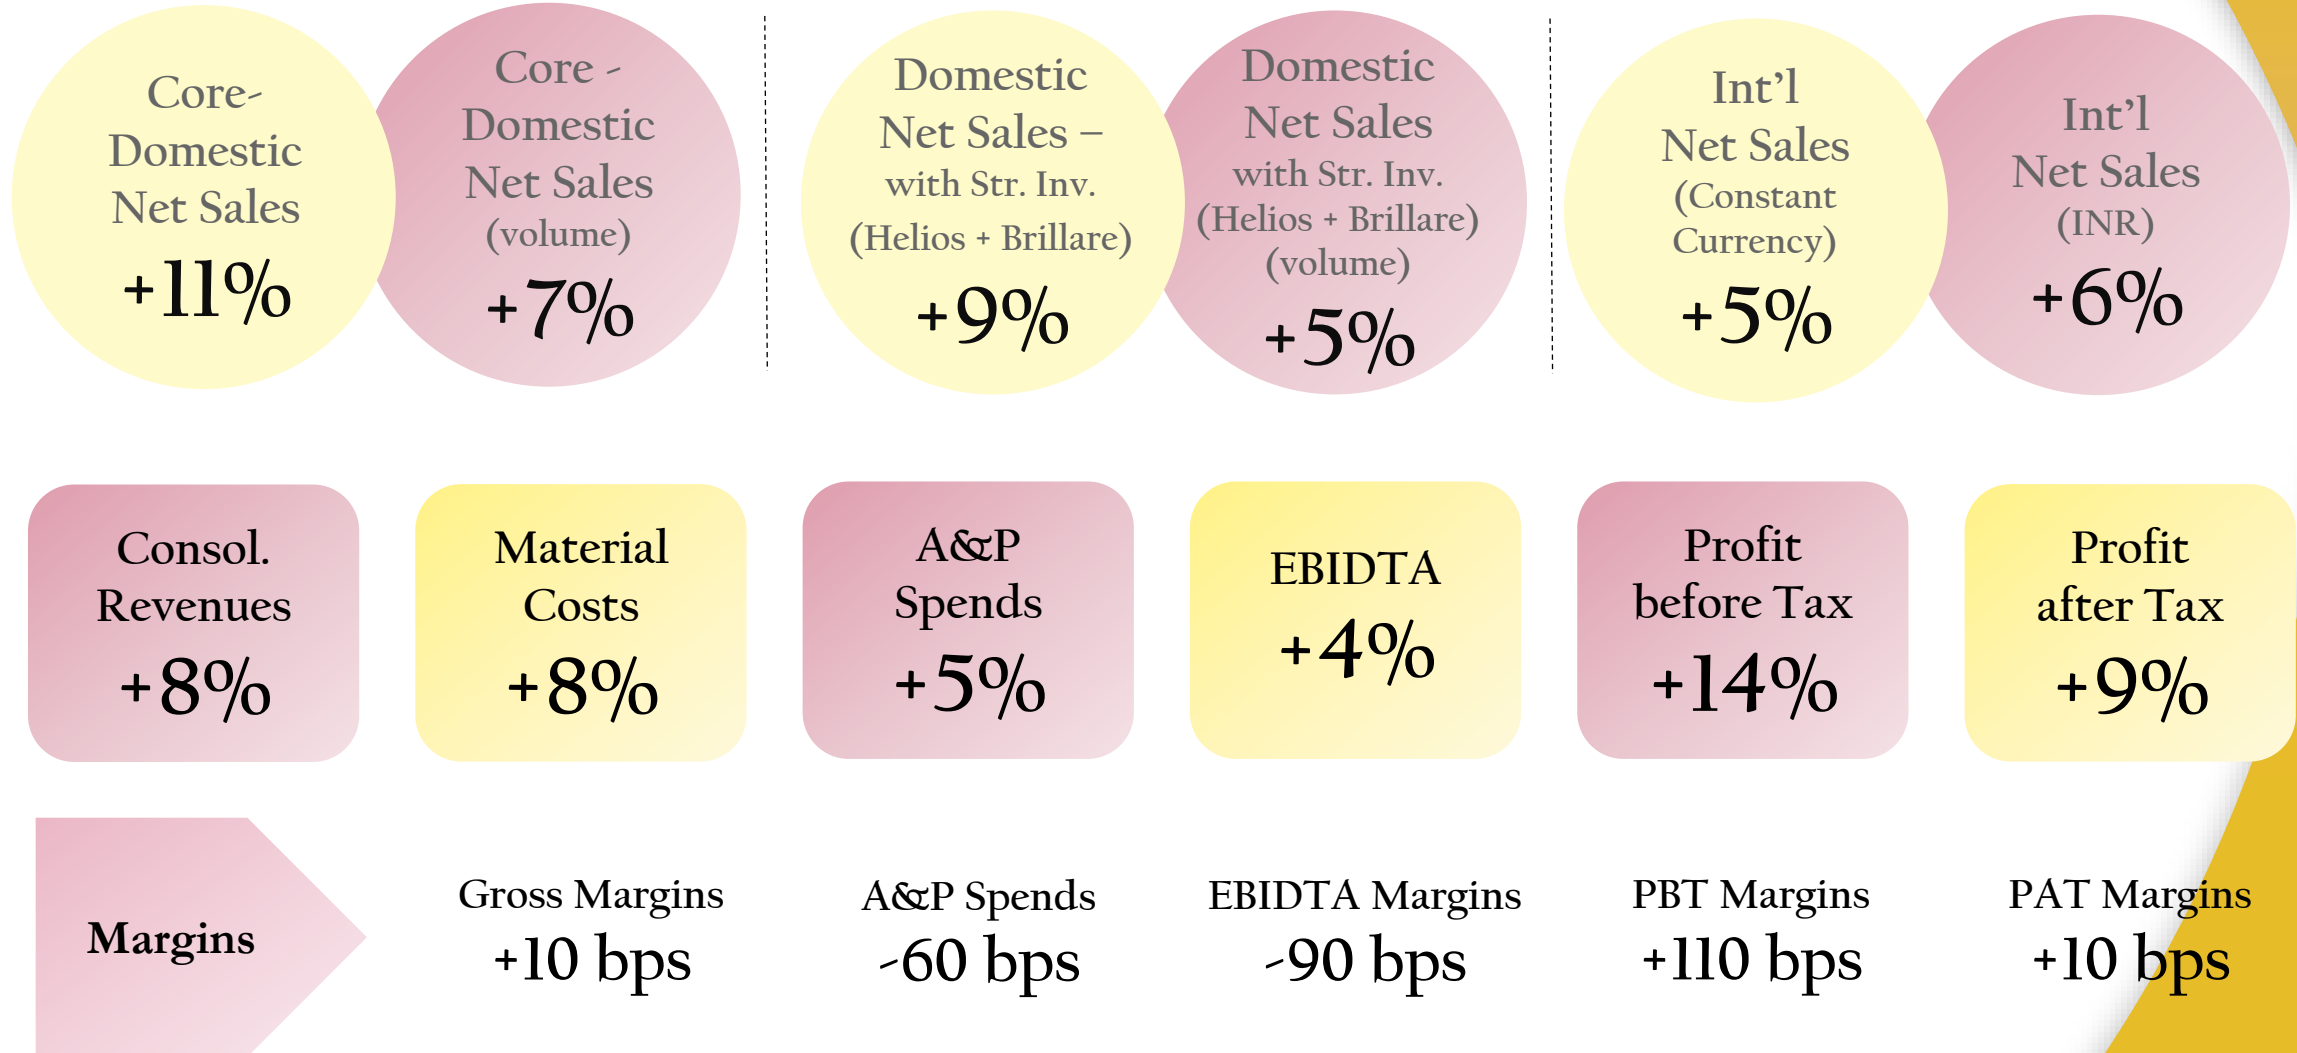 Core-
Domestic
Net Sales
+11%
Core -
Domestic
Net Sales
(volume)
+7%
Domestic
Net Sales –
with Str. Inv.
(Helios + Brillare)
+9%
Domestic
Net Sales
with Str. Inv.
(Helios + Brillare)
(volume)
+5%
Int’l
Net Sales
(Constant
Currency)
+5%
Int’l
Net Sales
(INR)
+6%
Consol.
Revenues
+8%
Material
Costs
+8%
A&P
Spends
+5%
EBIDTA
+4%
Profit
before Tax
+14%
Profit
after Tax
+9%
Margins
Gross Margins
+10 bps
A&P Spends
-60 bps
EBIDTA Margins
-90 bps
PBT Margins
+110 bps
PAT Margins
+10 bps